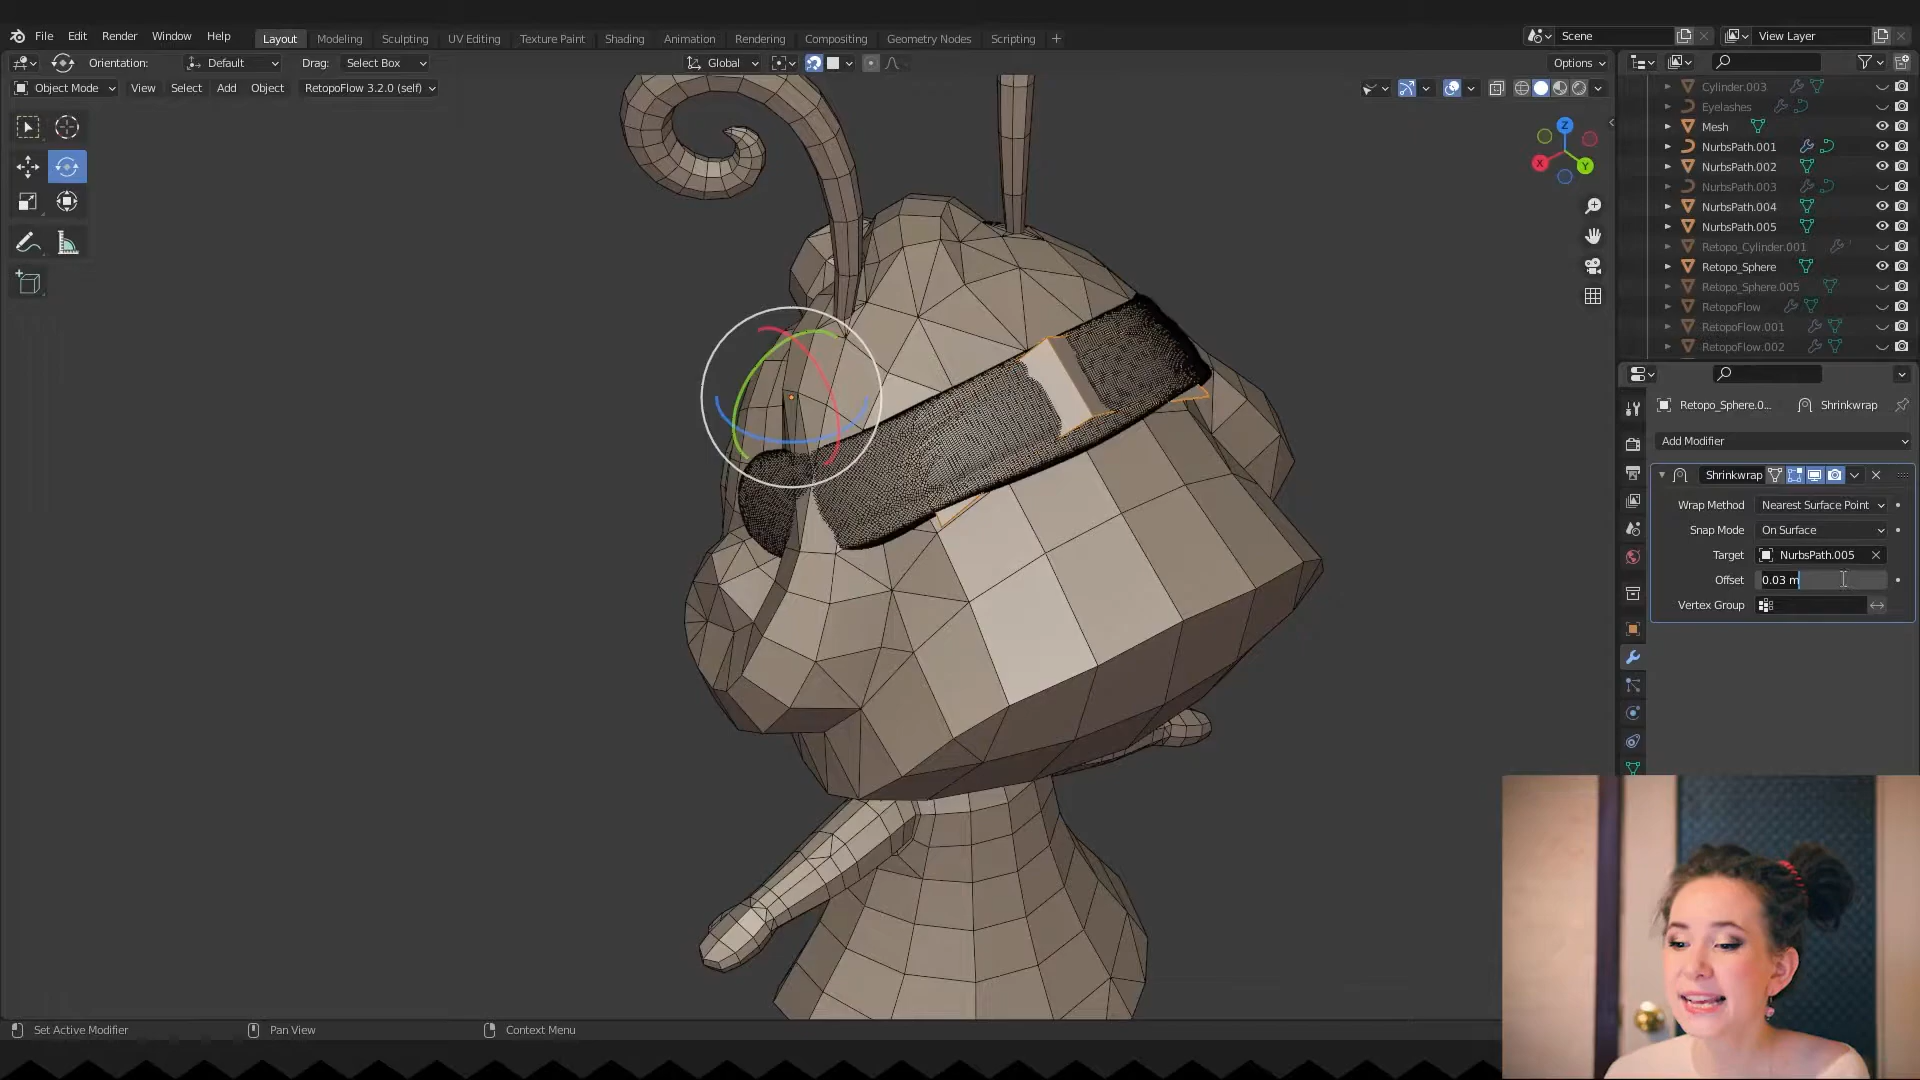 File Edit Render Window Help
Layout Modeling Sculpting UV Editing Texture Paint Shading Animation Rendering Compositing Geometry Nodes Scripting +
Scene
View Layer
Orientation: Default Drag: Select Box
Global
Options
Object Mode View Select Add Object RetopoFlow 3.2.0 (self)
Z
X
Y
Cylinder.003
Eyelashes
Mesh
NurbsPath.001
NurbsPath.002
NurbsPath.003
NurbsPath.004
NurbsPath.005
Retopo_Cylinder.001
Retopo_Sphere
Retopo_Sphere.005
RetopoFlow
RetopoFlow.001
RetopoFlow.002
Retopo_Sphere.0... Shrinkwrap
Add Modifier
Shrinkwrap
Wrap Method Nearest Surface Point
Snap Mode On Surface
Target NurbsPath.005
Offset 0.03 m
Vertex Group
Set Active Modifier Pan View Context Menu